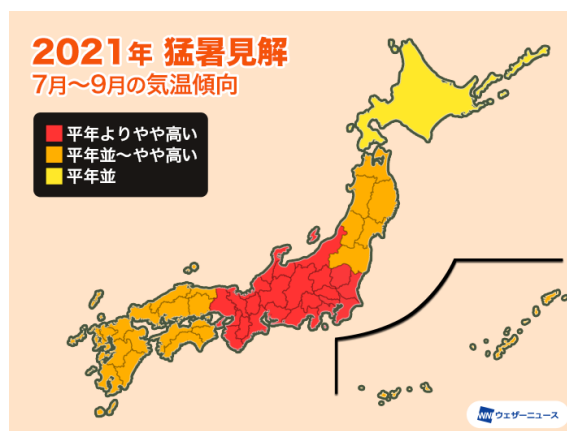 2021年 猛暑見解
7月〜9月の気温傾向
平年よりやや高い
平年並〜やや高い
平年並
WN ウェザーニュース